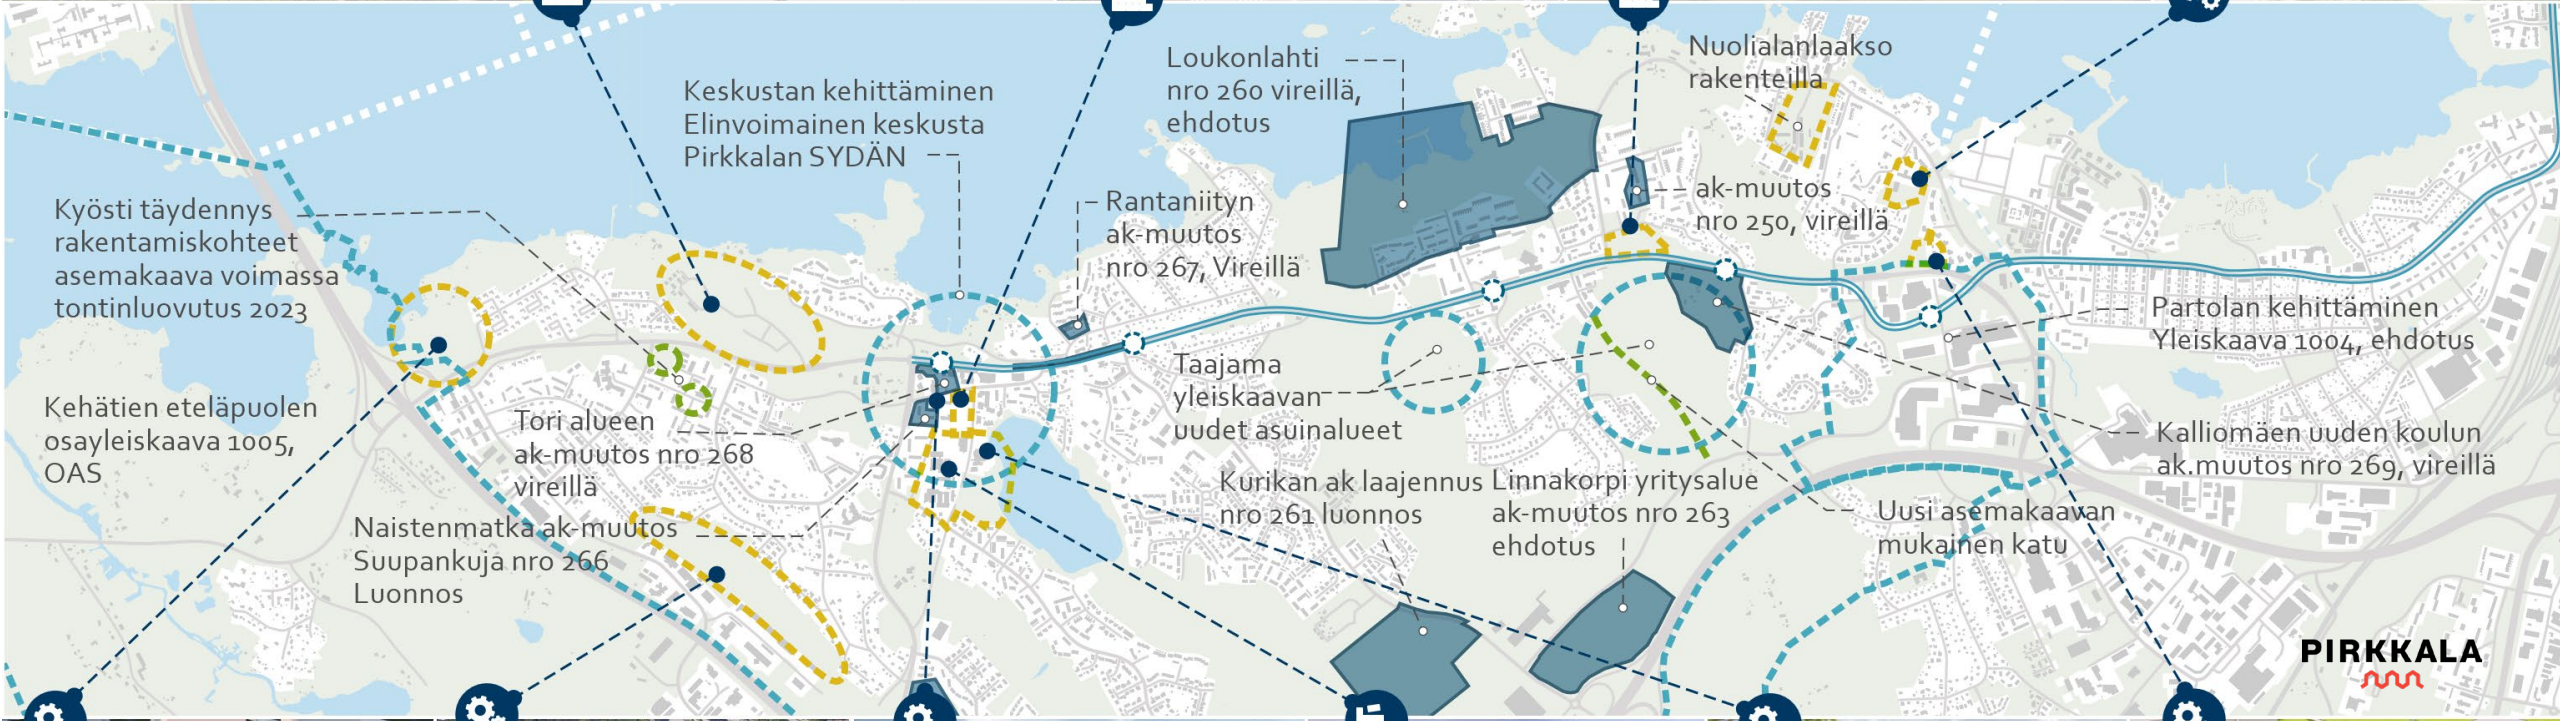 Kyösti täydennys
rakentamiskohteet
asemakaava voimassa
tontinluovutus 2023
Kehätien eteläpuolen
osayleiskaava 1005,
OAS
Keskustan kehittäminen
Elinvoimainen keskusta
Pirkkalan SYDÄN
Tori alueen
ak-muutos nro 268
vireillä
Naistenmatka ak-muutos
Suupankuja nro 266
Luonnos
Loukonlahti
nro 260 vireillä,
ehdotus
Rantaniityn
ak-muutos
nro 267, Vireillä
Taajama
yleiskaavan
uudet asuinalueet
Kurikan ak laajennus
nro 261 luonnos
Linnakorpi yritysalue
ak-muutos nro 263
ehdotus
Nuolialanlaakso
rakenteilla
ak-muutos
nro 250, vireillä
Partolan kehittäminen
Yleiskaava 1004, ehdotus
Kalliomäen uuden koulun
ak.muutos nro 269, vireillä
Uusi asemakaavan
mukainen katu
PIRKKALA